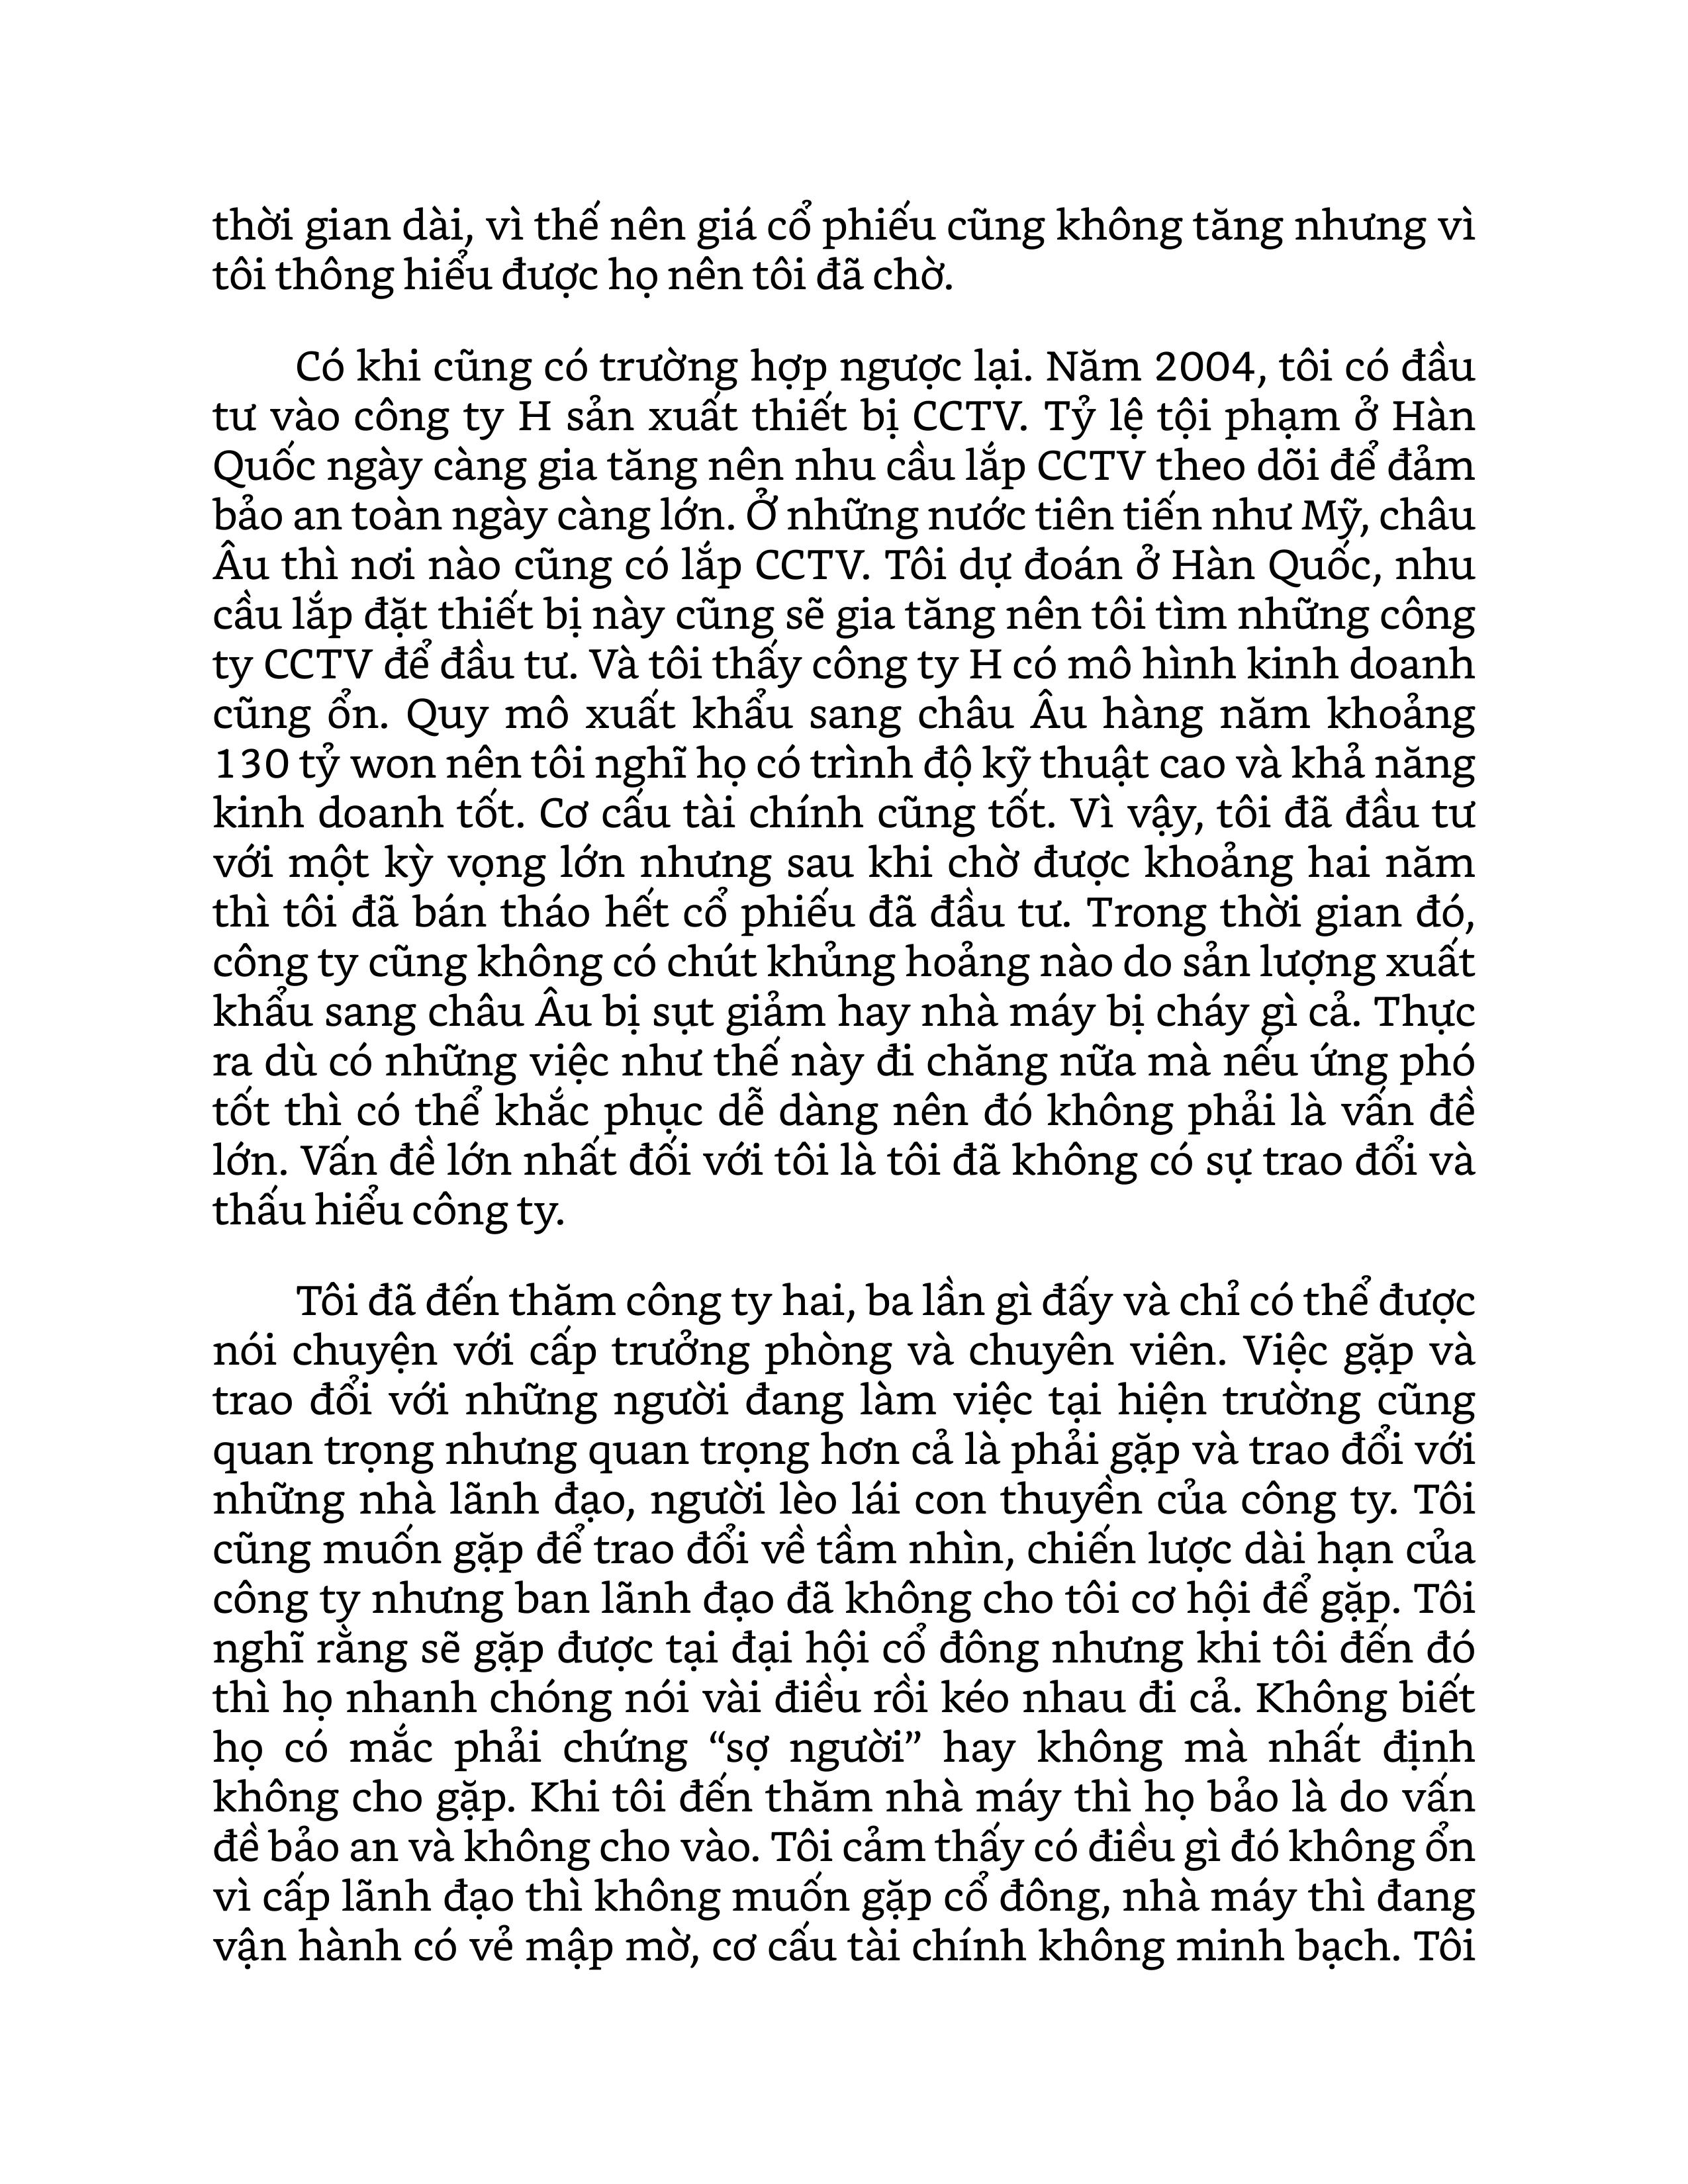 thời gian dài, vì thế nên giá cổ phiếu cũng không tăng nhưng vì
tôi thông hiểu được họ nên tôi đã chờ.
Có khi cũng có trường hợp ngược lại. Năm 2004, tôi có đầu
tư vào công ty H sản xuất thiết bị CCTV. Tỷ lệ tội phạm ở Hàn
Quốc ngày càng gia tăng nên nhu cầu lắp CCTV theo dõi để đảm
bảo an toàn ngày càng lớn. Ở những nước tiên tiến như Mỹ, châu
Âu thì nơi nào cũng có lắp CCTV. Tôi dự đoán ở Hàn Quốc, nhu
cầu lắp đặt thiết bị này cũng sẽ gia tăng nên tôi tìm những công
ty CCTV để đầu tư. Và tôi thấy công ty H có mô hình kinh doanh
cũng ổn. Quy mô xuất khẩu sang châu Âu hàng năm khoảng
130 tỷ won nên tôi nghĩ họ có trình độ kỹ thuật cao và khả năng
kinh doanh tốt. Cơ cấu tài chính cũng tốt. Vì vậy, tôi đã đầu tư
với một kỳ vọng lớn nhưng sau khi chờ được khoảng hai năm
thì tôi đã bán tháo hết cổ phiếu đã đầu tư. Trong thời gian đó,
công ty cũng không có chút khủng hoảng nào do sản lượng xuất
khẩu sang châu Âu bị sụt giảm hay nhà máy bị cháy gì cả. Thực
ra dù có những việc như thế này đi chăng nữa mà nếu ứng phó
tốt thì có thể khắc phục dễ dàng nên đó không phải là vấn đề
lớn. Vấn đề lớn nhất đối với tôi là tôi đã không có sự trao đổi và
thấu hiểu công ty.
Tôi đã đến thăm công ty hai, ba lần gì đấy và chỉ có thể được
nói chuyện với cấp trưởng phòng và chuyên viên. Việc gặp và
trao đổi với những người đang làm việc tại hiện trường cũng
quan trọng nhưng quan trọng hơn cả là phải gặp và trao đổi với
những nhà lãnh đạo, người lèo lái con thuyền của công ty. Tôi
cũng muốn gặp để trao đổi về tầm nhìn, chiến lược dài hạn của
công ty nhưng ban lãnh đạo đã không cho tôi cơ hội để gặp. Tôi
nghĩ rằng sẽ gặp được tại đại hội cổ đông nhưng khi tôi đến đó
thì họ nhanh chóng nói vài điều rồi kéo nhau đi cả. Không biết
họ có mắc phải chứng “sợ người” hay không mà nhất định
không cho gặp. Khi tôi đến thăm nhà máy thì họ bảo là do vấn
đề bảo an và không cho vào. Tôi cảm thấy có điều gì đó không ổn
vì cấp lãnh đạo thì không muốn gặp cổ đông, nhà máy thì đang
vận hành có vẻ mập mờ, cơ cấu tài chính không minh bạch. Tôi